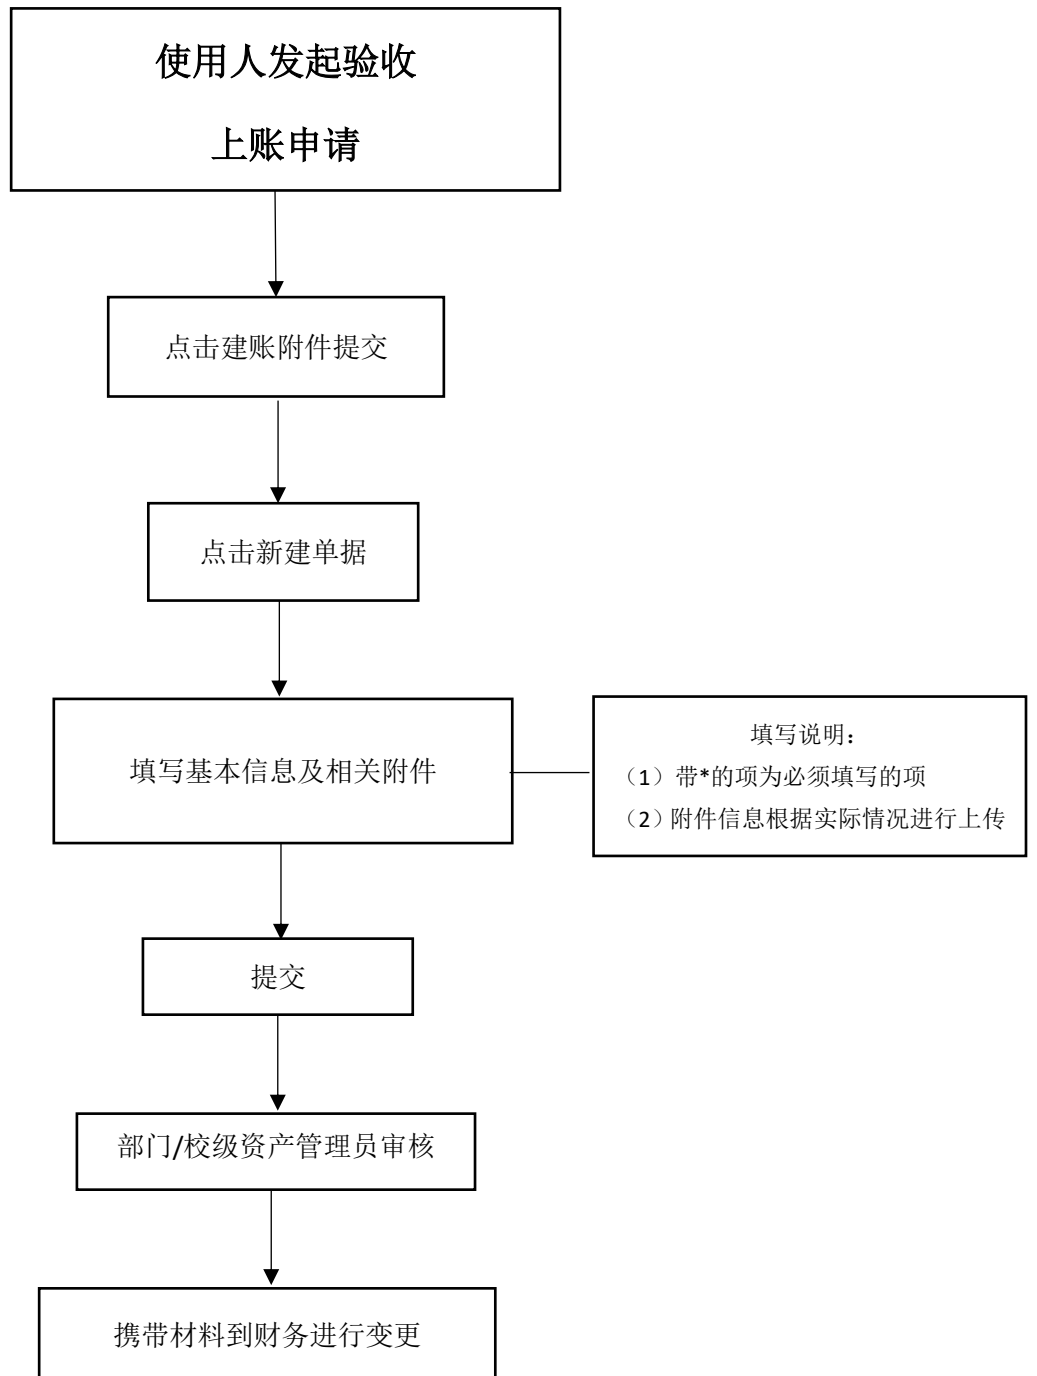 使用人发起验收
上账申请
点击建账附件提交
点击新建单据
填写基本信息及相关附件
填写说明：
（1）带*的项为必须填写的项
（2）附件信息根据实际情况进行上传
提交
部门/校级资产管理员审核
携带材料到财务进行变更